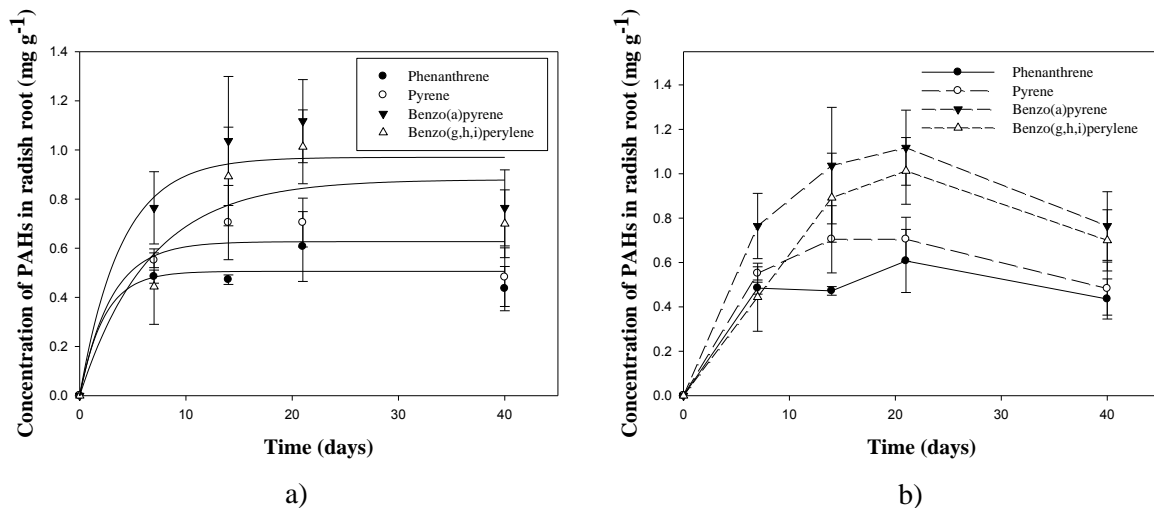 Concentration of PAHs in radish root (mg g-1)
1.4
1.2
1.0
0.8
0.6
0.4
0.2
0.0
Phenanthrene
Pyrene
Benzo(a)pyrene
Benzo(g,h,i)perylene
0 10 20 30 40
Time (days)
a)
Concentration of PAHs in radish root (mg g-1)
1.4
1.2
1.0
0.8
0.6
0.4
0.2
0.0
Phenanthrene
Pyrene
Benzo(a)pyrene
Benzo(g,h,i)perylene
0 10 20 30 40
Time (days)
b)